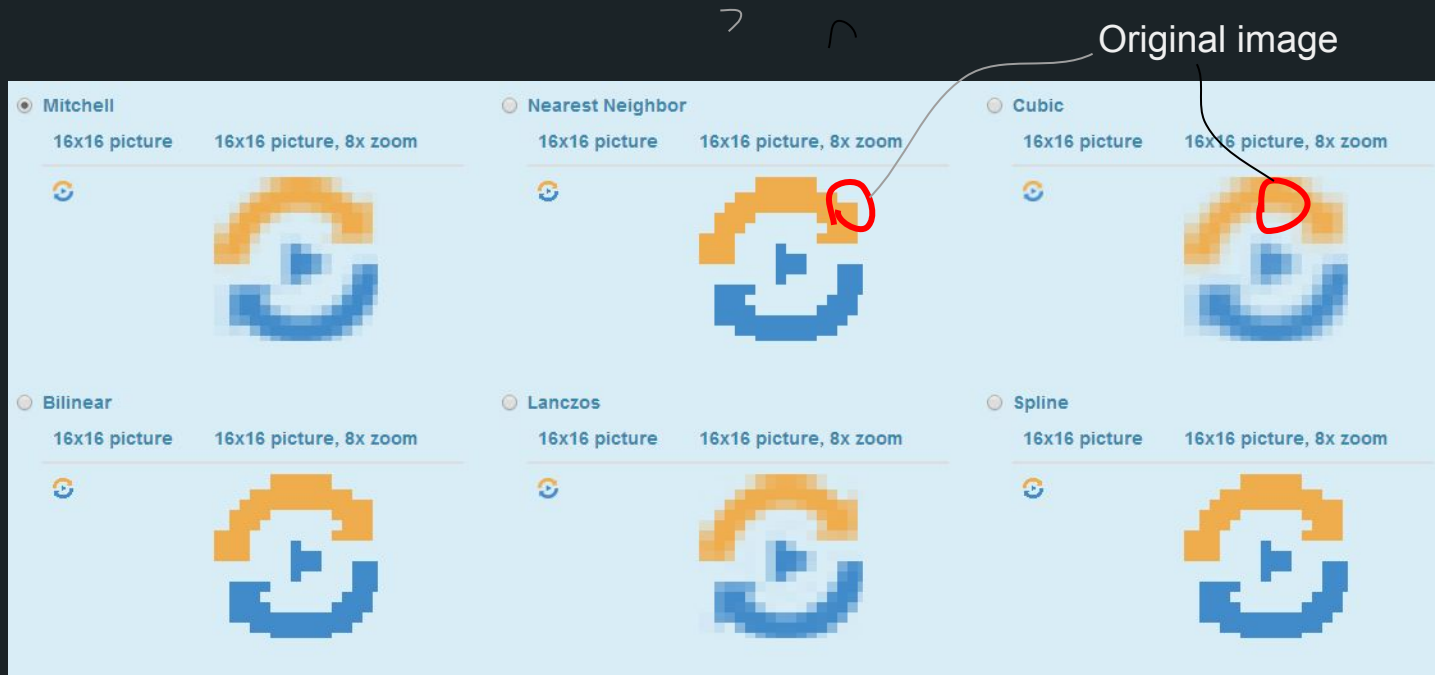 Original image
Mitchell
16x16 picture 16x16 picture, 8x zoom
Nearest Neighbor
16x16 picture 16x16 picture, 8x zoom
Cubic
16x16 picture 16x16 picture, 8x zoom
Bilinear
16x16 picture 16x16 picture, 8x zoom
Lanczos
16x16 picture 16x16 picture, 8x zoom
Spline
16x16 picture 16x16 picture, 8x zoom